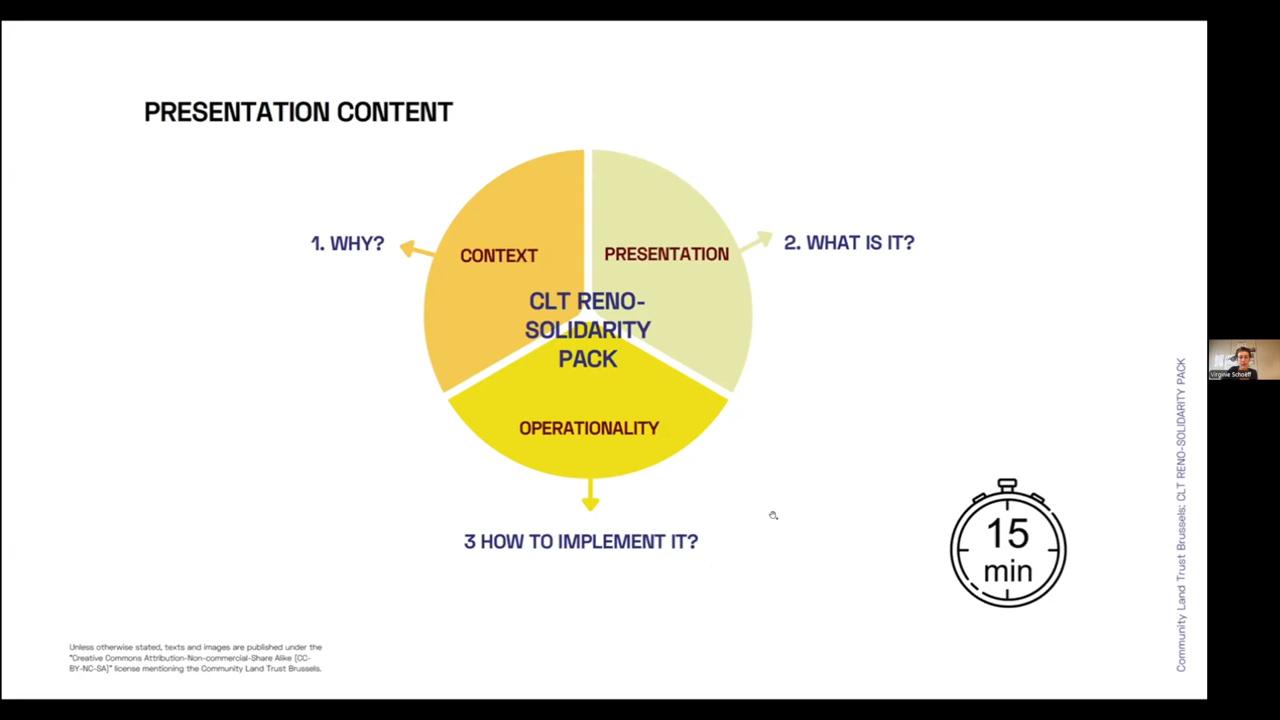 PRESENTATION CONTENT
1. WHY?
CONTEXT
PRESENTATION
2. WHAT IS IT?
CLT RENO-
SOLIDARITY
PACK
OPERATIONALITY
3 HOW TO IMPLEMENT IT?
15
min
Unless otherwise stated, texts and images are published under the
"Creative Commons Attribution-Non-commercial-Share Alike (CC-
BY-NC-SA)" license mentioning the Community Land Trust Brussels.
Community Land Trust Brussels: CLT RENO-SOLIDARITY PACK
Virginie Schoëff